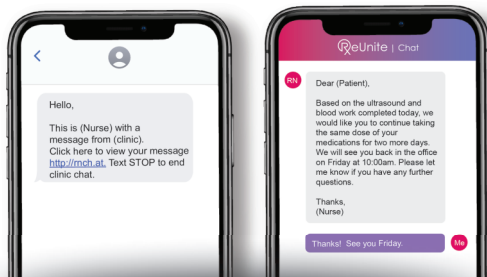 Hello,
This is (Nurse) with a
message from (clinic).
Click here to view your message
http://mch.at. Text STOP to end
clinic chat.
ReUnite | Chat
RN
Dear (Patient),
Based on the ultrasound and
blood work completed today, we
would like you to continue taking
the same dose of your
medications for two more days.
We will see you back in the office
on Friday at 10:00am. Please let
me know if you have any further
questions.
Thanks,
(Nurse)
Thanks! See you Friday.
Me